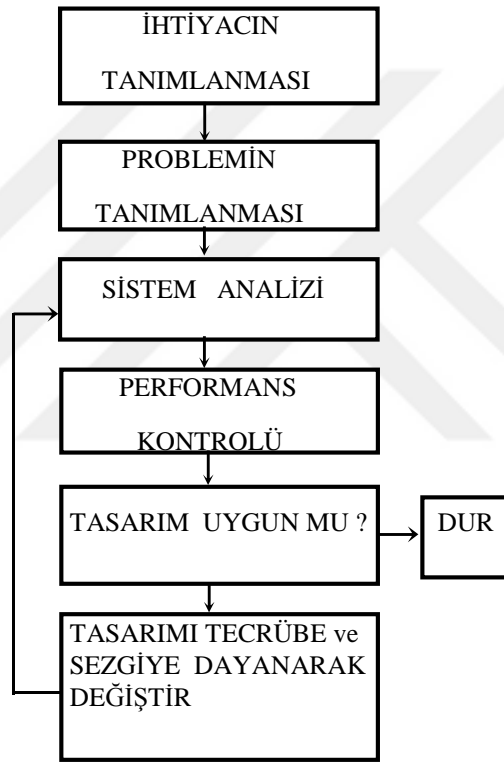 İHTİYACIN
TANIMLANMASI
PROBLEMİN
TANIMLANMASI
SİSTEM ANALİZİ
PERFORMANS
KONTROLÜ
TASARIM UYGUN MU ?
DUR
TASARIMI TECRÜBE ve
SEZGİYE DAYANARAK
DEĞİŞTİR